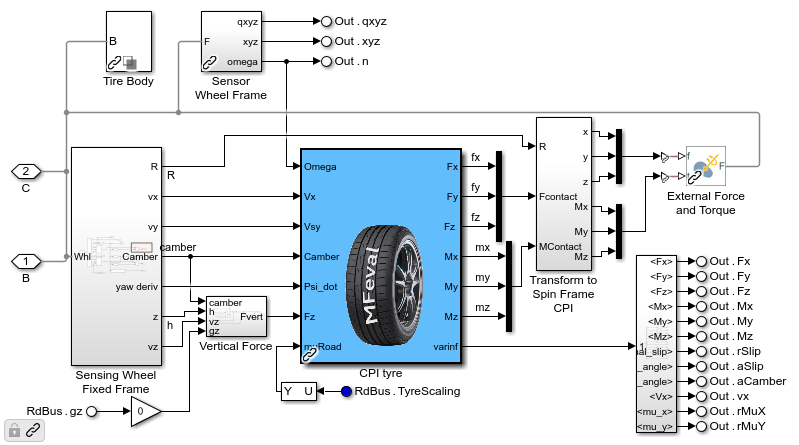 B
Tire Body
F
qxyz
xyz
omega
Sensor
Wheel Frame
Out.qxyz
Out.xyz
Out.n
2
C
1
B
Whl
R
vx
vy
Camber
yaw deriv
z
vz
Sensing Wheel
Fixed Frame
R
camber
h
camber
h
vz
gz
Fvert
Vertical Force
RdBus.gz
0
Omega
Vx
Vsy
Camber
Psi_dot
Fz
myRoad
MFeval
Fx
Fy
Fz
Mx
My
Mz
varinf
CPI tyre
Y U
RdBus.TyreScaling
fx
fy
fz
mx
my
mz
R
Fcontact
MContact
x
y
z
Mx
My
Mz
Transform to
Spin Frame
CPI
f
t
F
External Force
and Torque
<Fx>
<Fy>
<Fz>
<Mx>
<My>
<Mz>
al_slip>
_angle>
_angle>
<Vx>
<mu_x>
<mu_y>
Out.Fx
Out.Fy
Out.Fz
Out.Mx
Out.My
Out.Mz
Out.rSlip
Out.aSlip
Out.aCamber
Out.vx
Out.rMuX
Out.rMuY